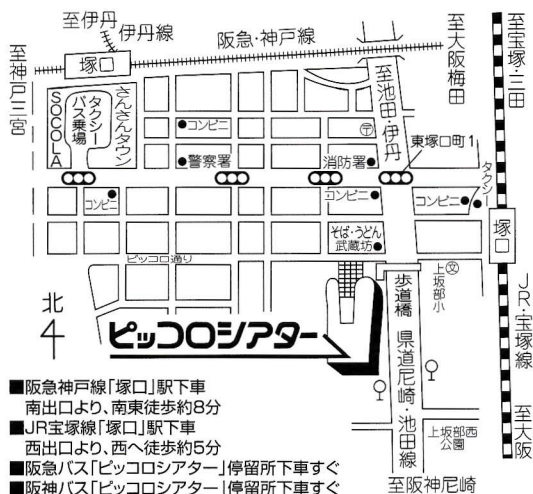 至伊丹
伊丹線
阪急・神戸線
至大阪梅田
至宝塚・三田
至神戸三宮
塚口
SOCOLA
タクシー
バス乗場
さんさんタウン
コンビニ
警察署
〒
至池田・伊丹
消防署
東塚口町1
タクシー
コンビニ
コンビニ
コンビニ
塚口
そば・うどん
武蔵坊
ピッコロ通り
歩道橋
上坂部小
文
北
4
ピッコロシアター
県道尼崎・池田線
JR・宝塚線
至大阪
上坂部西
公園
至阪神尼崎
■阪急神戸線「塚口」駅下車
南出口より、南東徒歩約8分
■JR宝塚線「塚口」駅下車
西出口より、西へ徒歩約5分
■阪急バス「ピッコロシアター」停留所下車すぐ
■阪神バス「ピッコロシアター」停留所下車すぐ